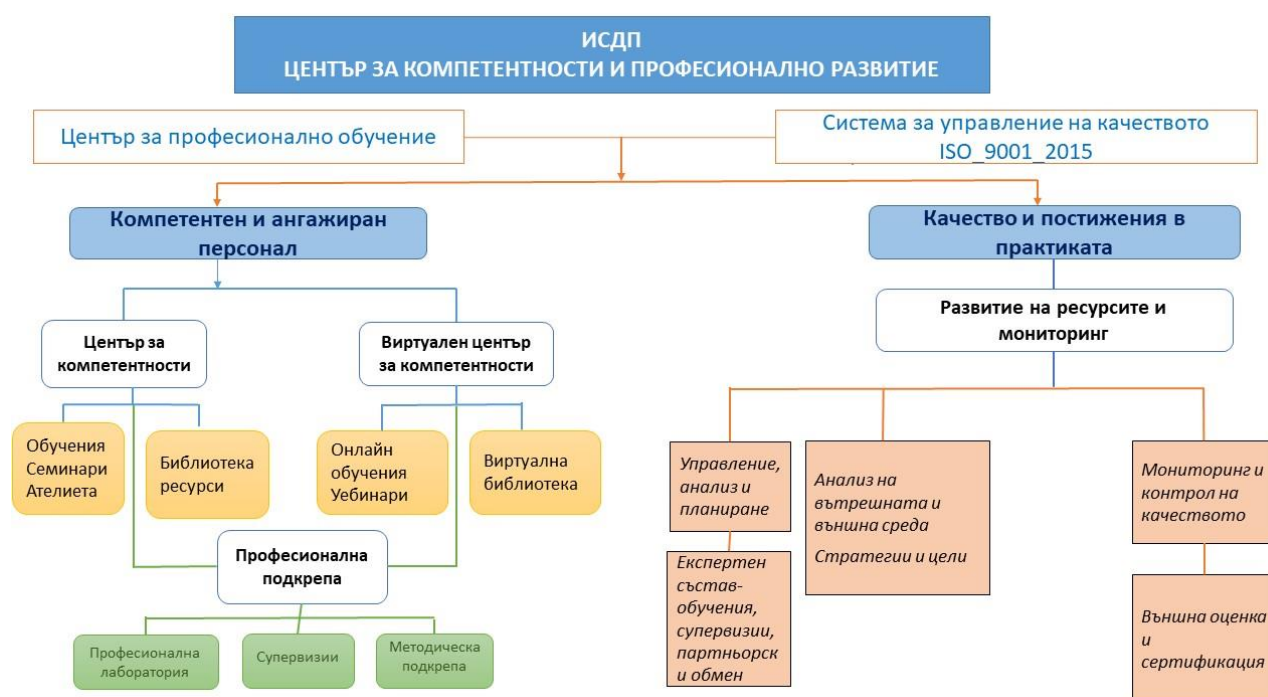 ИСДП
ЦЕНТЪР ЗА КОМПЕТЕНТНОСТИ И ПРОФЕСИОНАЛНО РАЗВИТИЕ
Център за професионално обучение
Система за управление на качеството
ISO_9001_2015
Компетентен и ангажиран
персонал
Качество и постижения в
практиката
Развитие на ресурсите и
мониторинг
Център за
компетентности
Виртуален център
за компетентности
Обучения
Семинари
Ателиета
Библиотека
ресурси
Онлайн
обучения
Уебинари
Виртуална
библиотека
Управление,
анализ и
планиране
Анализ на
вътрешната и
външна среда
Стратегии и цели
Мониторинг и
контрол на
качеството
Професионална
подкрепа
Експертен
състав-
обучения,
супервизии,
партньорск
и обмен
Външна оценка
и
сертификация
Професионална
лаборатория
Супервизии
Методическа
подкрепа